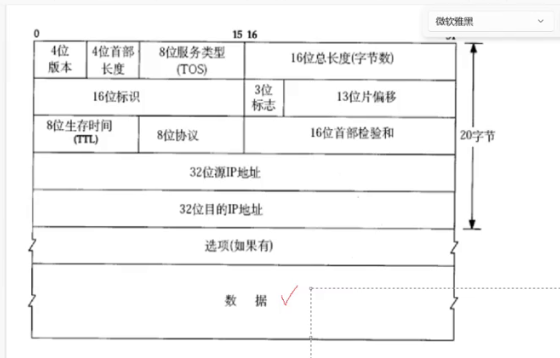 微软雅黑
0 15 16
4位版本 4位首部长度 8位服务类型(TOS) 16位总长度(字节数)
16位标识 3位标志 13位片偏移
8位生存时间(TTL) 8位协议 16位首部检验和
20字节
32位源IP地址
32位目的IP地址
选项(如果有)
数 据